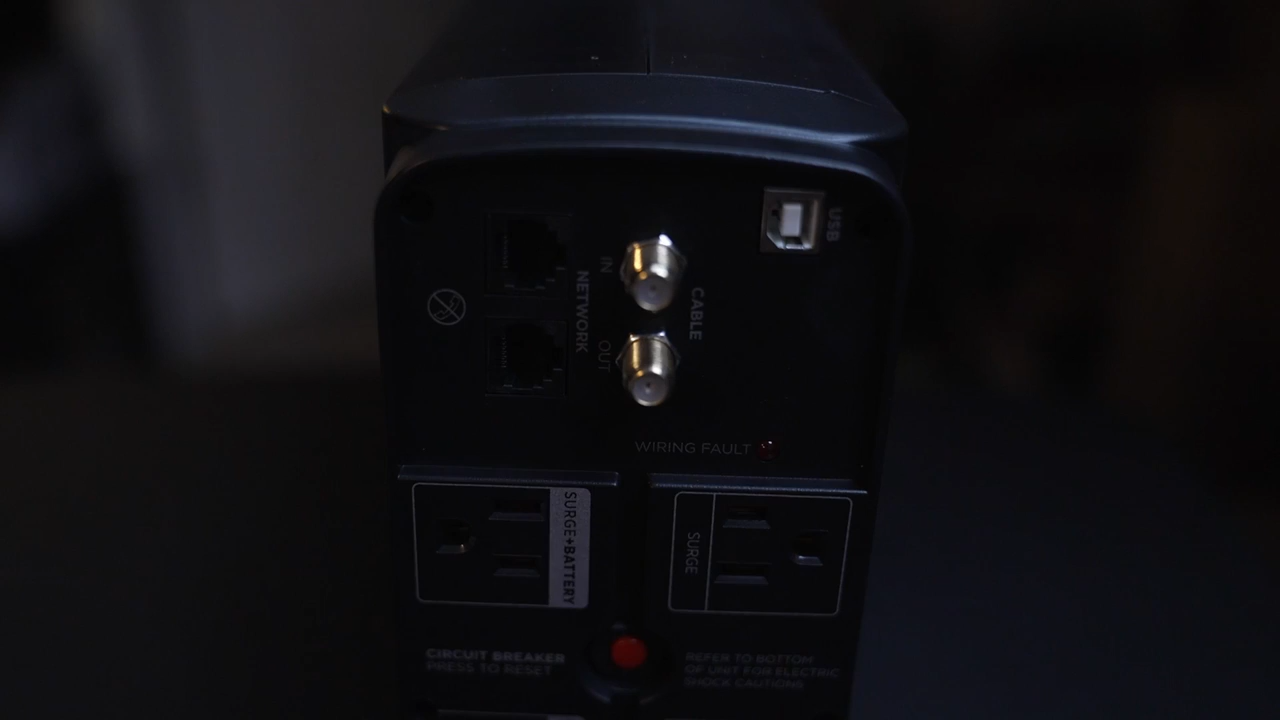 USB
IN
NETWORK
CABLE
OUT
WIRING FAULT
SURGE+BATTERY
SURGE
CIRCUIT BREAKER
PRESS TO RESET
REFER TO BOTTOM
OF UNIT FOR ELECTRIC
SHOCK CAUTIONS